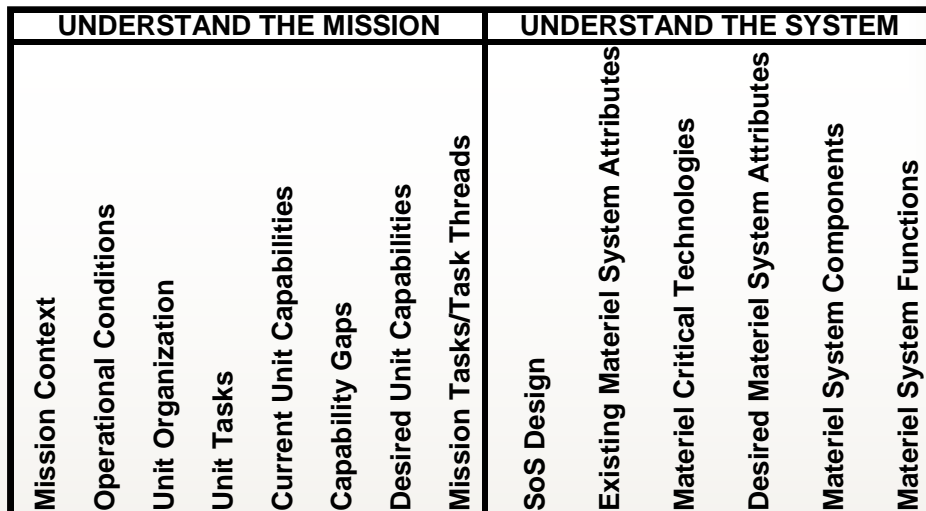 UNDERSTAND THE MISSION
UNDERSTAND THE SYSTEM
Mission Context
Operational Conditions
Unit Organization
Unit Tasks
Current Unit Capabilities
Capability Gaps
Desired Unit Capabilities
Mission Tasks/Task Threads
SoS Design
Existing Materiel System Attributes
Materiel Critical Technologies
Desired Materiel System Attributes
Materiel System Components
Materiel System Functions